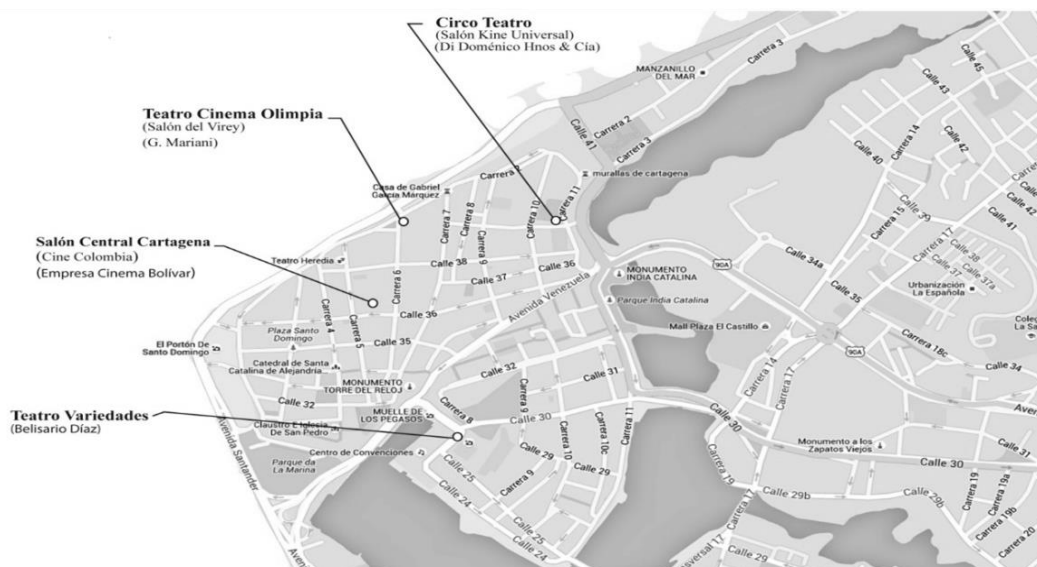 Circo Teatro
(Salón Kine Universal)
(Di Doménico Hnos & Cía)
Teatro Cinema Olimpia
(Salón del Virey)
(G. Mariani)
Salón Central Cartagena
(Cine Colombia)
(Empresa Cinema Bolívar)
Teatro Variedades
(Belisario Díaz)
MANZANILLO
DEL MAR
Carrera 3
Carrera 2
Carrera 3
Calle 41
murallas de cartagena
Casa de Gabriel
García Márquez
Carrera 7
Carrera 8
Carrera 9
Carrera 10
Carrera 11
Teatro Heredia
Calle 38
Calle 37
Calle 36
Carrera 6
Carrera 4
Carrera 5
Calle 36
Calle 35
Avenida Venezuela
MONUMENTO
INDIA CATALINA
Parque India Catalina
Mall Plaza El Castillo
90A
El Portón De
Santo Domingo
Plaza Santo
Domingo
Catedral de Santa
Catalina de Alejandría
MONUMENTO
TORRE DEL RELOJ
Calle 32
MUELLE DE
LOS PEGASOS
Claustro E Iglesia
De San Pedro
Centro de Convenciones
Parque da
La Marina
Avenida Santander
Calle 32
Calle 31
Carrera 8
Carrera 9
Calle 30
Carrera 10
Carrera 10c
Carrera 11
Calle 29
Calle 29
Carrera 9
Calle 25
Calle 24
Calle 25
Calle 24
Calle 45
Calle 43
Calle 42
Carrera 14
Calle 40
Calle 42
Calle 41
Carrera 15
Calle 39
Carrera 17
Calle 38
Calle 37
Calle 37a
Urbanización
La Española
Calle 34a
Calle 35
90A
Carrera 18c
Calle 34
Carrera 14
Carrera 17
Calle 30
Monumento a los
Zapatos Viejos
Calle 30
Calle 31
Carrera 19
Carrera 17
Calle 29b
Calle 29b
Carrera 19
Carrera 19a
Carrera 19b
Carrera 20
Calle 29